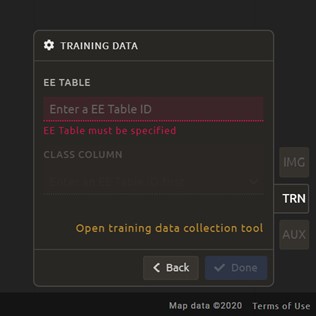 TRAINING DATA
EE TABLE
Enter a EE Table ID
EE Table must be specified
CLASS COLUMN
IMG
TRN
AUX
Open training data collection tool
Back
Done
Map data ©2020
Terms of Use